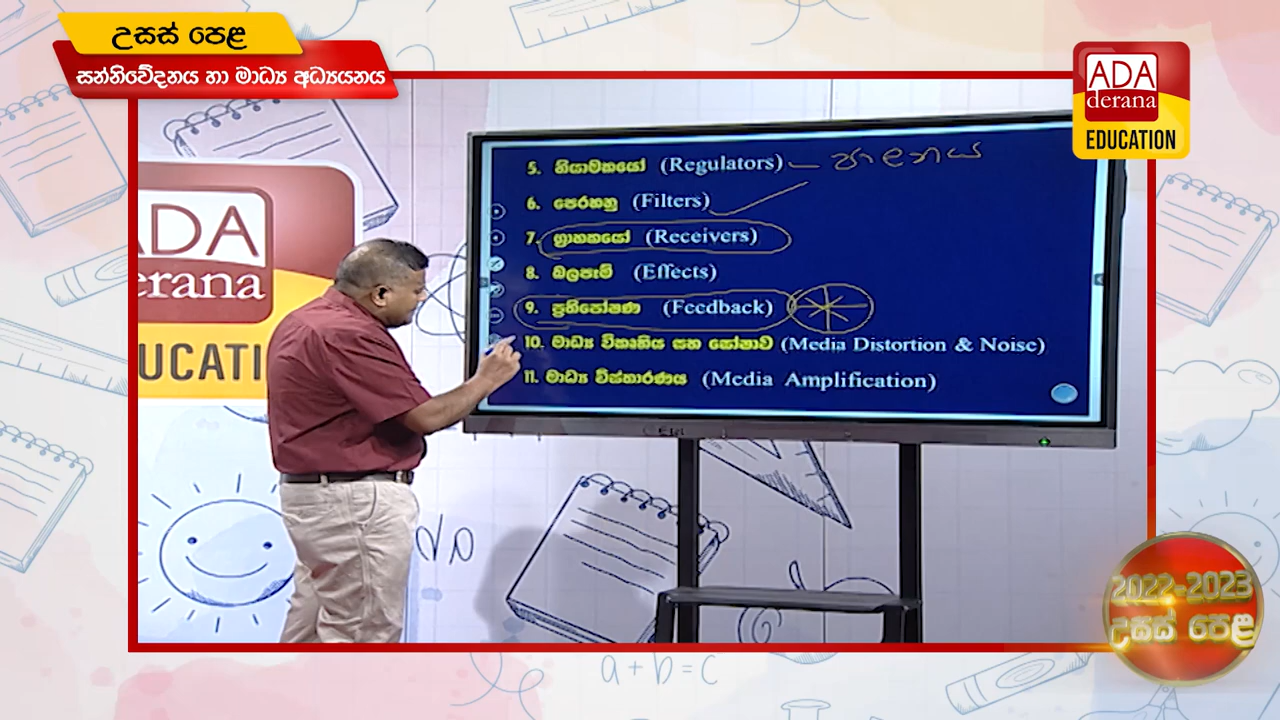 උසස් පෙළ
සන්නිවේදනය හා මාධ්‍ය අධ්‍යයනය
ADA
derana
EDUCATION
5. නියාමකයෝ (Regulators) – පාලනය
6. පෙරහනු (Filters)
7. ග්‍රාහකයෝ (Receivers)
8. බලපෑම් (Effects)
9. ප්‍රතිපෝෂණ (Feedback)
10. මාධ්‍ය විකෘතිය සහ ඝෝෂාව (Media Distortion & Noise)
11. මාධ්‍ය විස්තාරණය (Media Amplification)
ADA
derana
UCATI
a + b = c
2022-2023
උසස් පෙළ